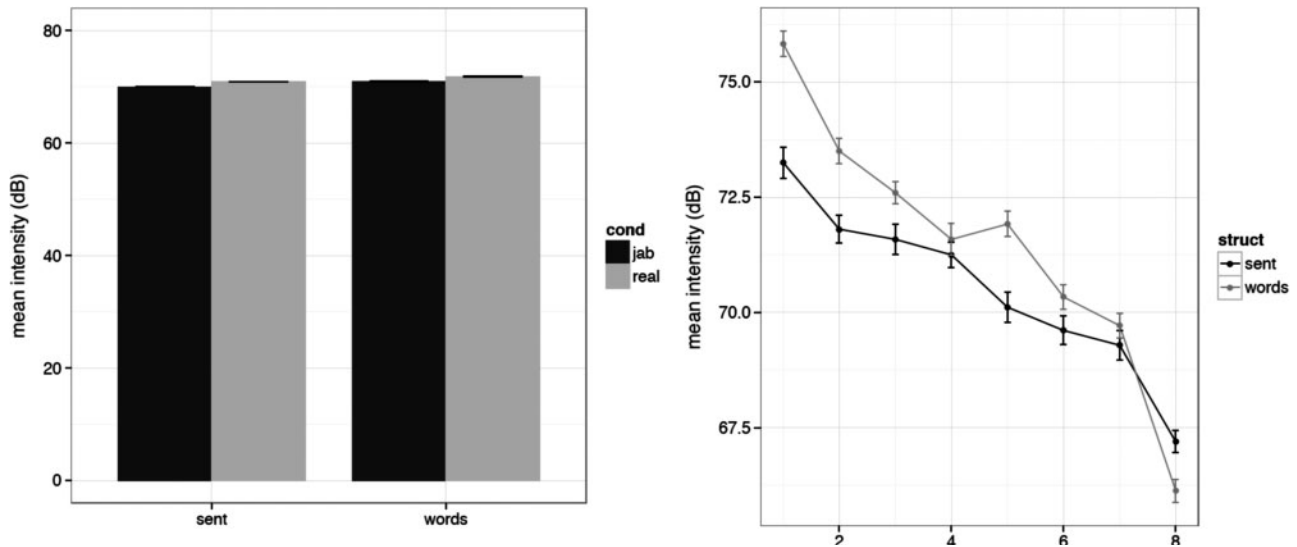 mean intensity (dB)
80
60
40
20
0
sent
words
cond
jab
real
mean intensity (dB)
75.0
72.5
70.0
67.5
2
4
6
8
struct
sent
words